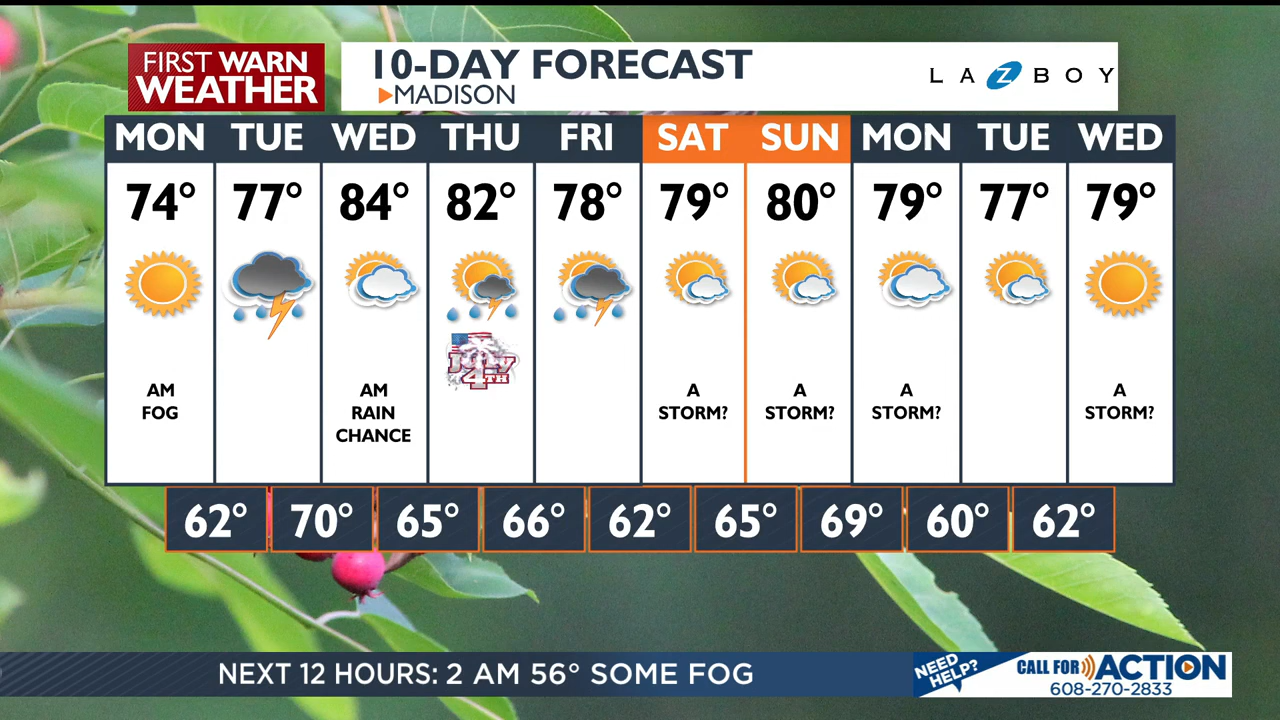 FIRST WARN
WEATHER
10-DAY FORECAST
MADISON
LAZBOY
MON TUE WED THU FRI SAT SUN MON TUE WED
74° 77° 84° 82° 78° 79° 80° 79° 77° 79°
JULY
4TH
AM
FOG
AM
RAIN
CHANCE
A
STORM?
A
STORM?
A
STORM?
A
STORM?
62° 70° 65° 66° 62° 65° 69° 60° 62°
NEXT 12 HOURS: 2 AM 56° SOME FOG
NEED
HELP?
CALL FOR ACTION
608-270-2833